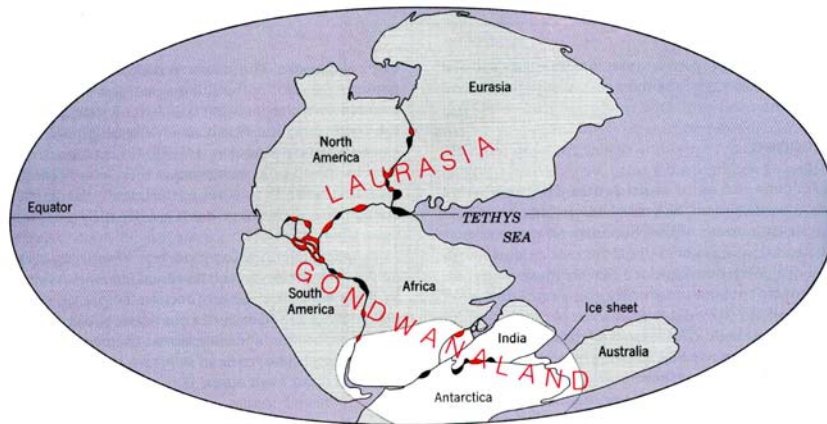 Eurasia
North
America
LAURASIA
Equator
TETHYS
SEA
GONDWANALAND
South
America
Africa
Ice sheet
India
Australia
Antarctica